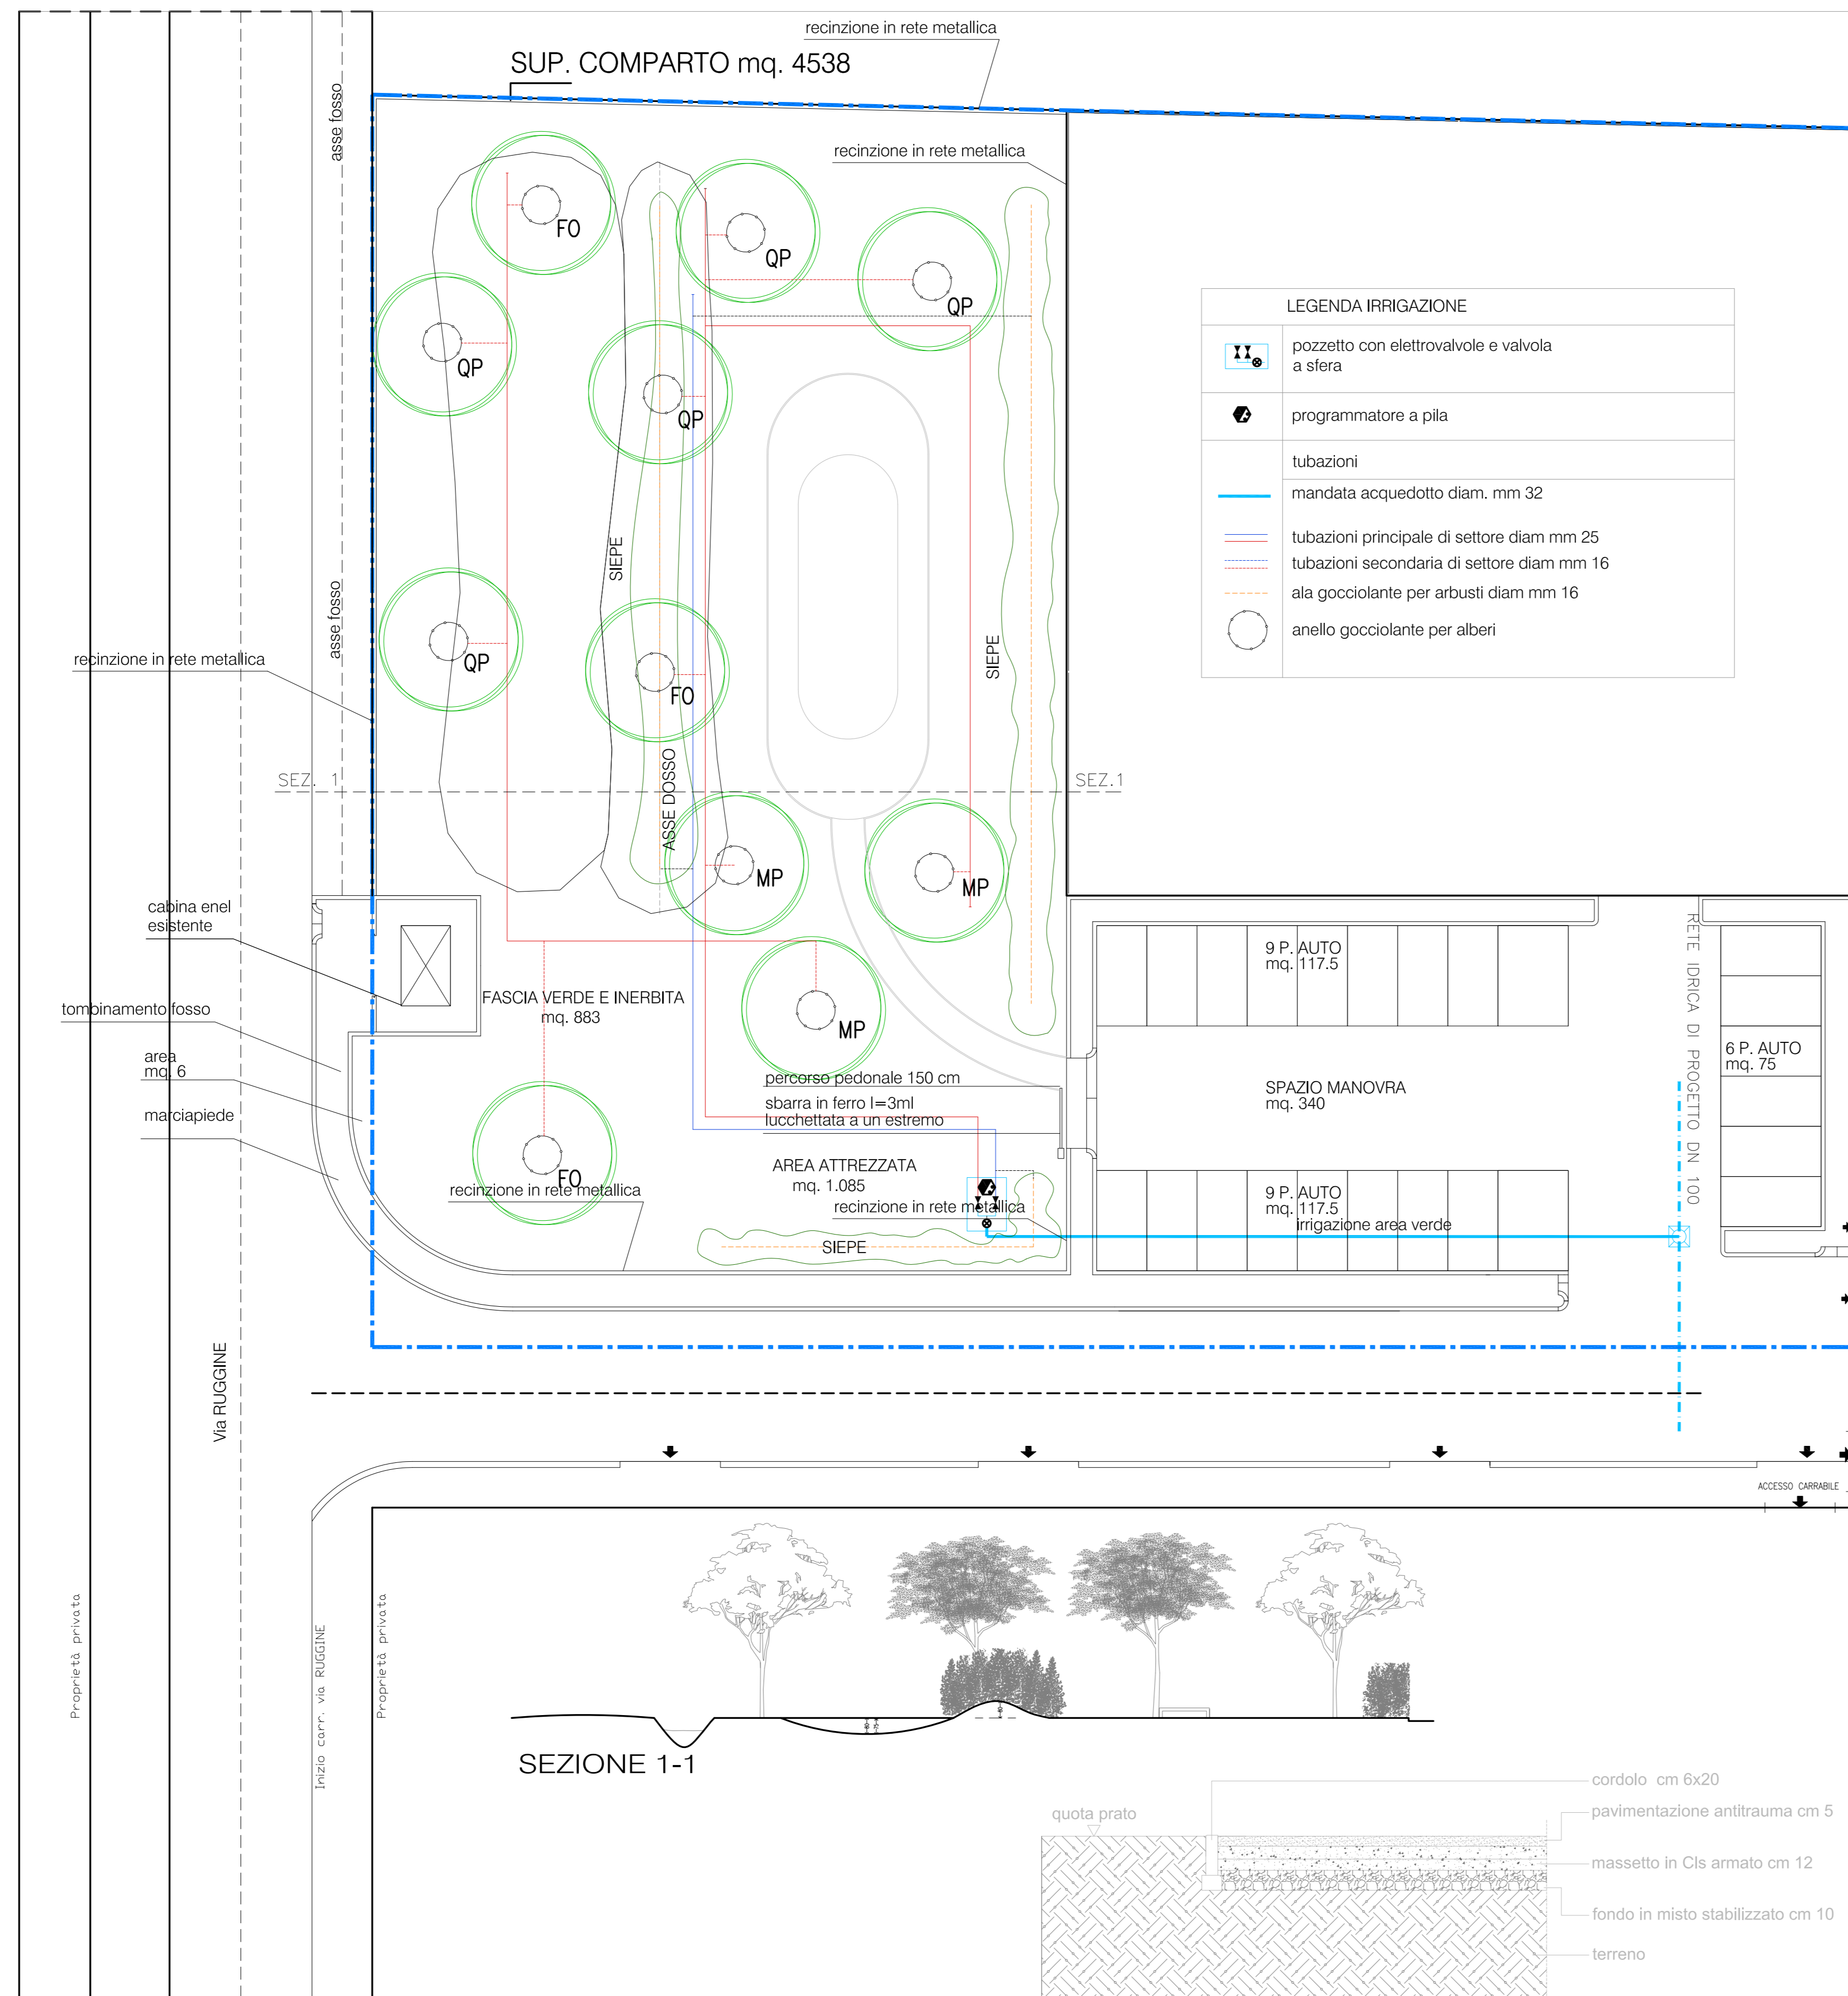 recinzione in rete metallica
SUP. COMPARTO mq. 4538
asse fosso
recinzione in rete metallica
FO
QP
QP
QP
QP
LEGENDA IRRIGAZIONE
pozzetto con elettrovalvole e valvola
a sfera
programmatore a pila
tubazioni
mandata acquedotto diam. mm 32
tubazioni principale di settore diam mm 25
tubazioni secondaria di settore diam mm 16
ala gocciolante per arbusti diam mm 16
anello gocciolante per alberi
SIEPE
asse fosso
SIEPE
recinzione in rete metallica
QP
FO
SEZ. 1
SEZ.1
ASSE DOSSO
MP
MP
cabina enel
esistente
9 P. AUTO
mq. 117.5
RETE IDRICA DI PROGETTO DN 100
FASCIA VERDE E INERBITA
mq. 883
tombinamento fosso
MP
6 P. AUTO
mq. 75
area
mq. 6
percorso pedonale 150 cm
SPAZIO MANOVRA
mq. 340
sbarra in ferro l=3ml
lucchettata a un estremo
marciapiede
AREA ATTREZZATA
mq. 1.085
FO
recinzione in rete metallica
recinzione in rete metallica
9 P. AUTO
mq. 117.5
irrigazione area verde
SIEPE
Via RUGGINE
ACCESSO CARRABILE
Proprietà privata
Inizio carr. via RUGGINE
Proprietà privata
SEZIONE 1-1
cordolo cm 6x20
quota prato
pavimentazione antitrauma cm 5
massetto in Cls armato cm 12
fondo in misto stabilizzato cm 10
terreno